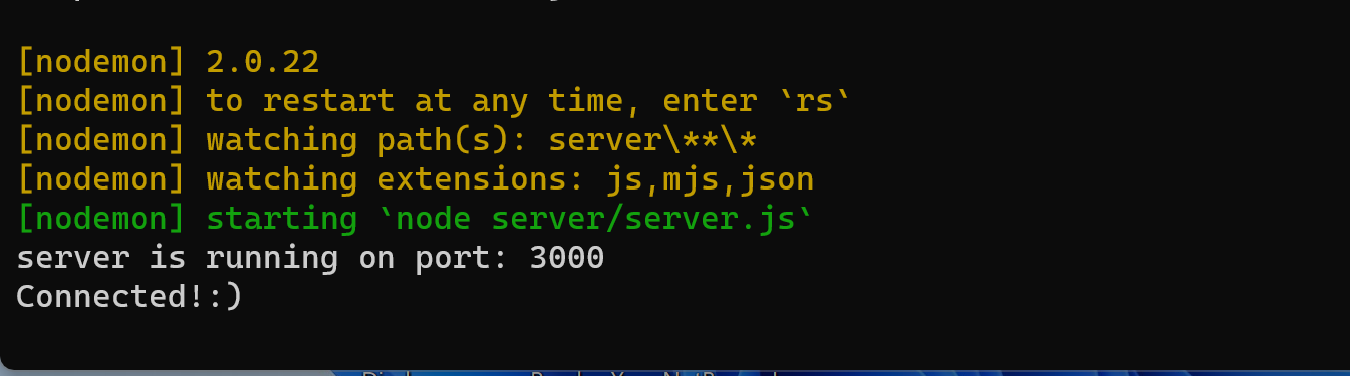 [nodemon] 2.0.22
[nodemon] to restart at any time, enter `rs`
[nodemon] watching path(s): server\**\*
[nodemon] watching extensions: js,mjs,json
[nodemon] starting `node server/server.js`
server is running on port: 3000
Connected!:)